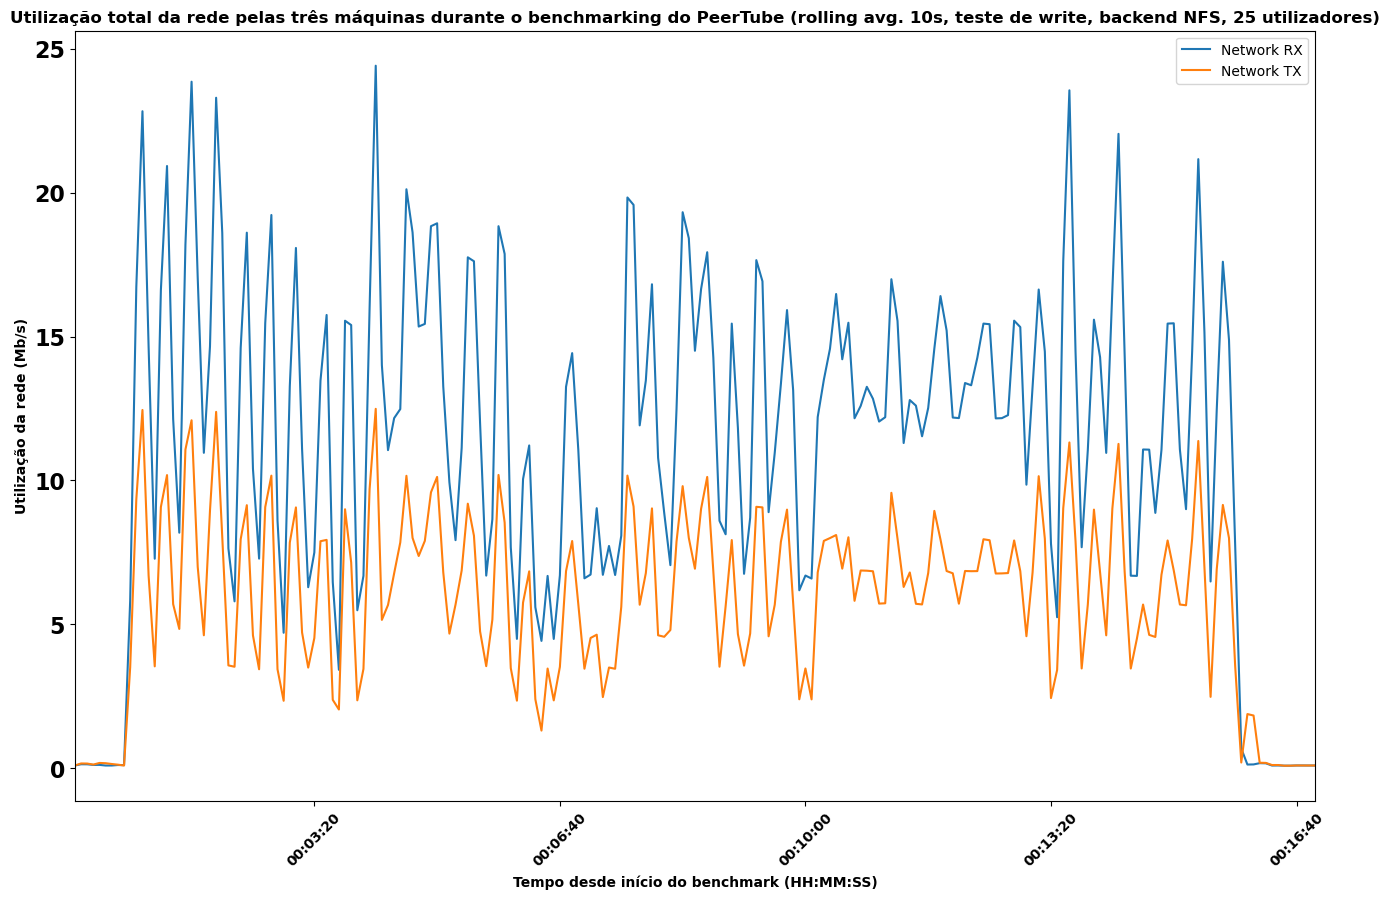 Utilização total da rede pelas três máquinas durante o benchmarking do PeerTube (rolling avg. 10s, teste de write, backend NFS, 25 utilizadores)
Network RX
Network TX
25
20
15
10
5
0
Utilização da rede (Mb/s)
00:03:20
00:06:40
00:10:00
00:13:20
00:16:40
Tempo desde início do benchmark (HH:MM:SS)